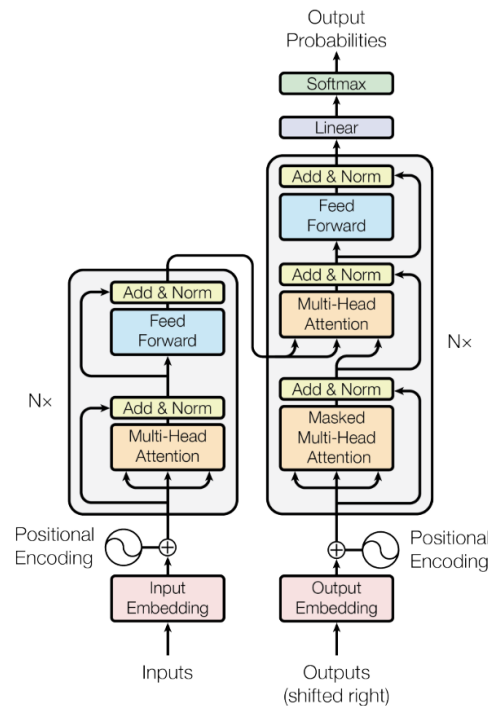 Output
Probabilities
Softmax
Linear
Add & Norm
Feed
Forward
Add & Norm
Multi-Head
Attention
Add & Norm
Masked
Multi-Head
Attention
Nx
Add & Norm
Feed
Forward
Add & Norm
Multi-Head
Attention
N×
Positional
Encoding
Positional
Encoding
Input
Embedding
Output
Embedding
Inputs
Outputs
(shifted right)